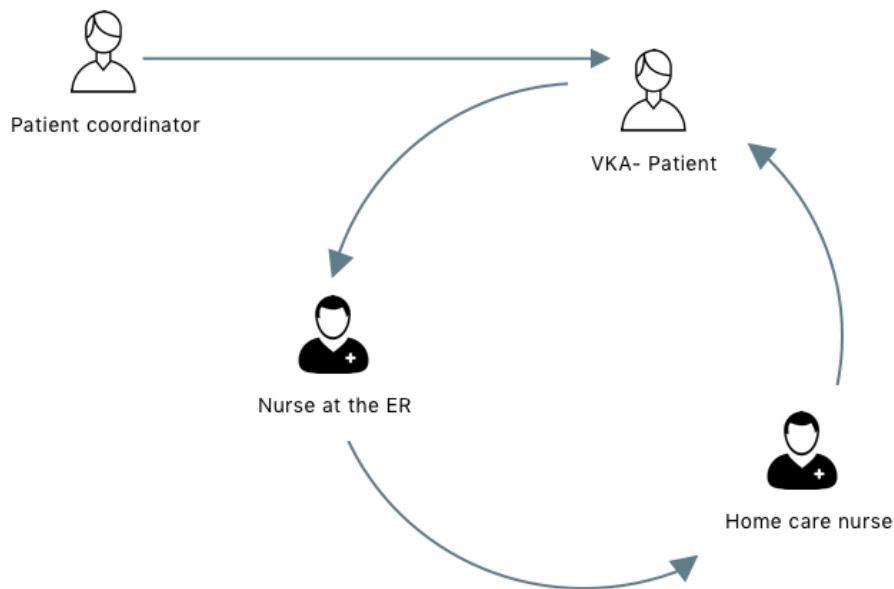 Patient coordinator
VKA- Patient
Nurse at the ER
Home care nurse